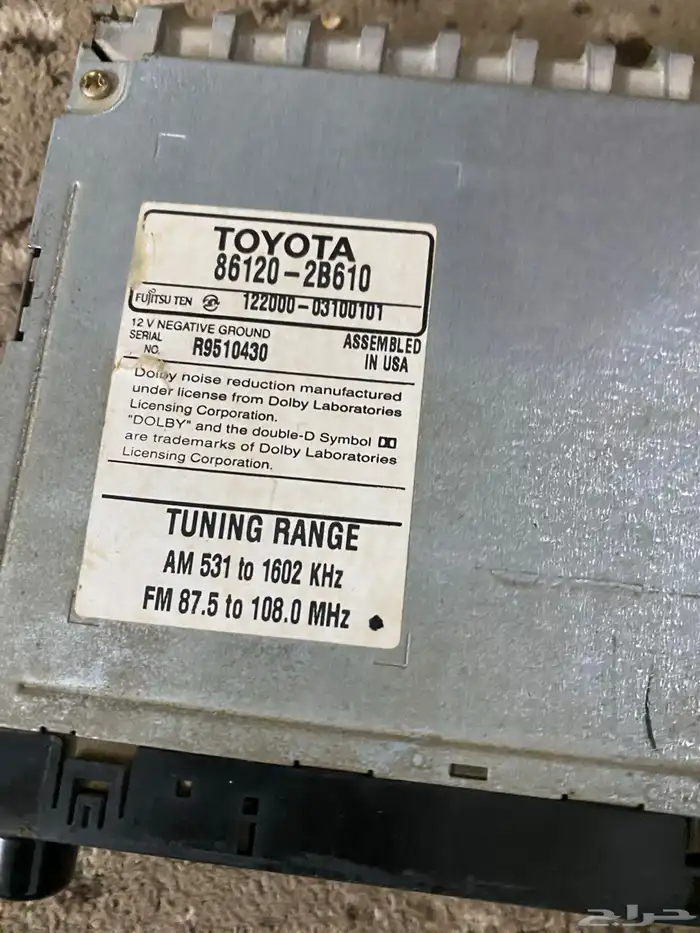 TOYOTA
86120-2B610
FUJITSU TEN 122000-03100101
12 V NEGATIVE GROUND
SERIAL NO. R9510430
ASSEMBLED IN USA
Dolby noise reduction manufactured
under license from Dolby Laboratories
Licensing Corporation.
"DOLBY" and the double-D Symbol
are trademarks of Dolby Laboratories
Licensing Corporation.
TUNING RANGE
AM 531 to 1602 KHz
FM 87.5 to 108.0 MHz
حراج